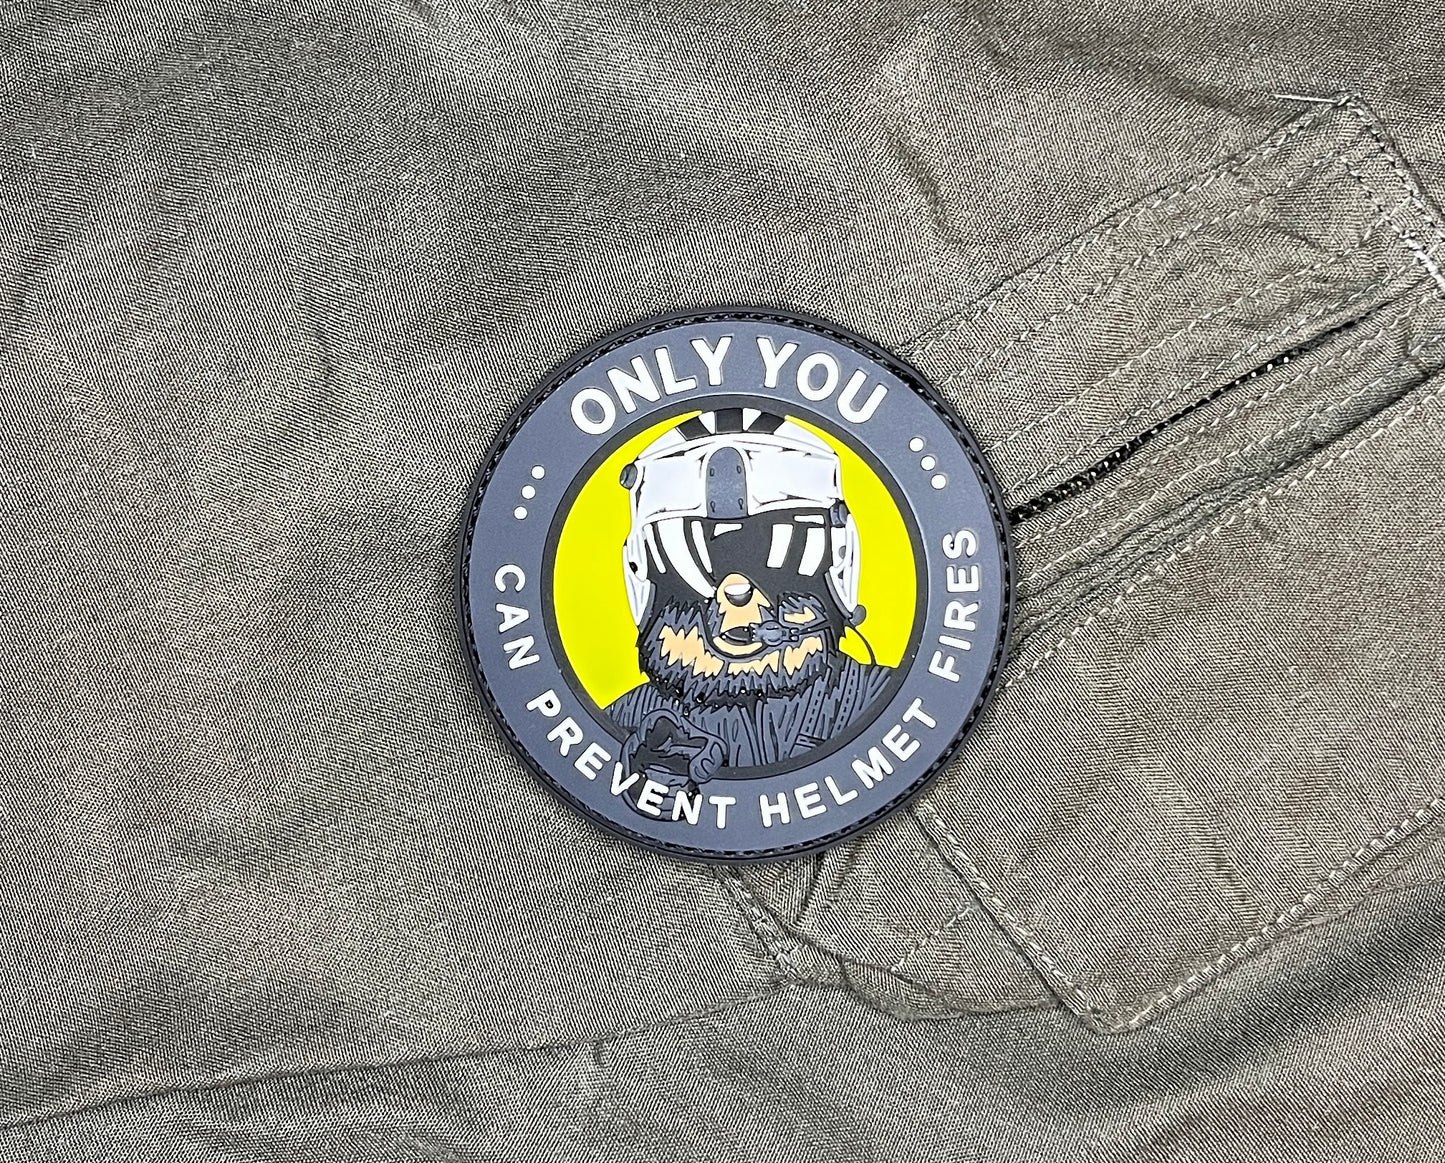 ONLY YOU
... CAN PREVENT HELMET FIRES ...